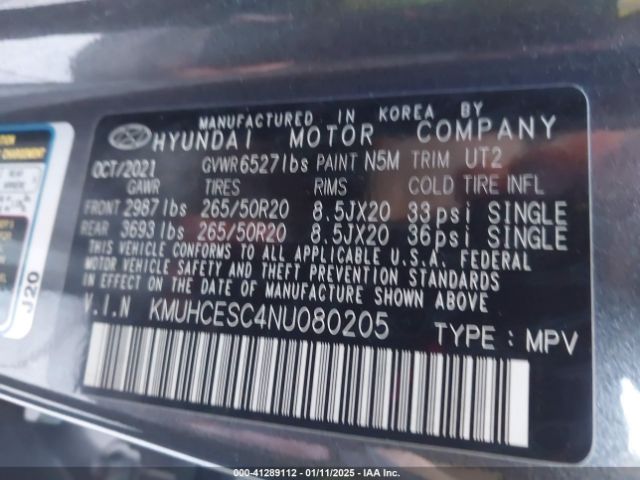 MANUFACTURED IN KOREA BY
HYUNDAI MOTOR COMPANY
OCT/2021 GVWR 6527lbs PAINT N5M TRIM UT2
GAWR TIRES RIMS COLD TIRE INFL
FRONT 2987lbs 265/50R20 8.5JX20 33psi SINGLE
REAR 3693lbs 265/50R20 8.5JX20 36psi SINGLE
THIS VEHICLE CONFORMS TO ALL APPLICABLE U.S.A. FEDERAL
MOTOR VEHICLE SAFETY AND THEFT PREVENTION STANDARDS
IN EFFECT ON THE DATE OF MANUFACTURE SHOWN ABOVE
V.I.N KMUHCESC4NU080205 TYPE : MPV
J20
000-41289112 - 01/11/2025 - IAA Inc.